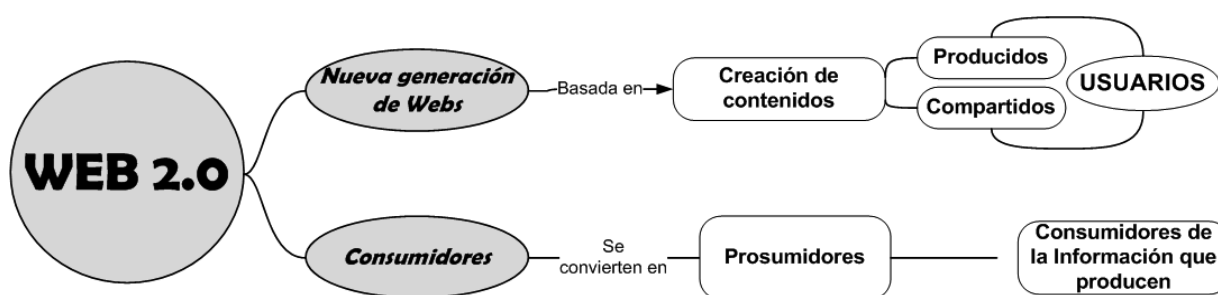 WEB 2.0
Nueva generación
de Webs
Basada en
Creación de
contenidos
Producidos
Compartidos
USUARIOS
Consumidores
Se
convierten en
Prosumidores
Consumidores de
la Información que
producen